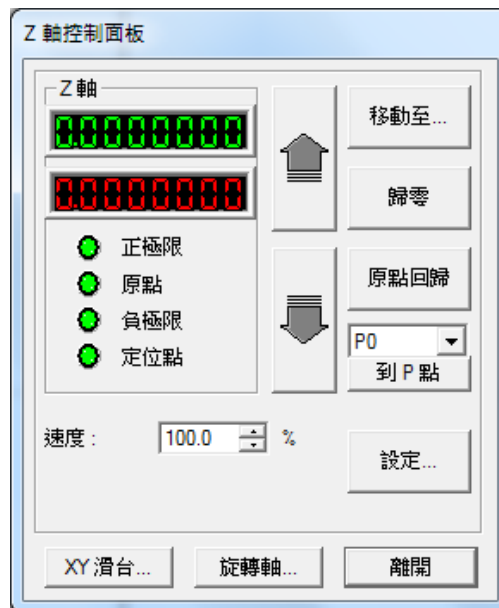 Z 軸控制面板
Z 軸
0.0000000
0.0000000
正極限
原點
負極限
定位點
移動至...
歸零
原點回歸
P0
到 P 點
速度 :
100.0
%
設定...
XY 滑台...
旋轉軸...
離開